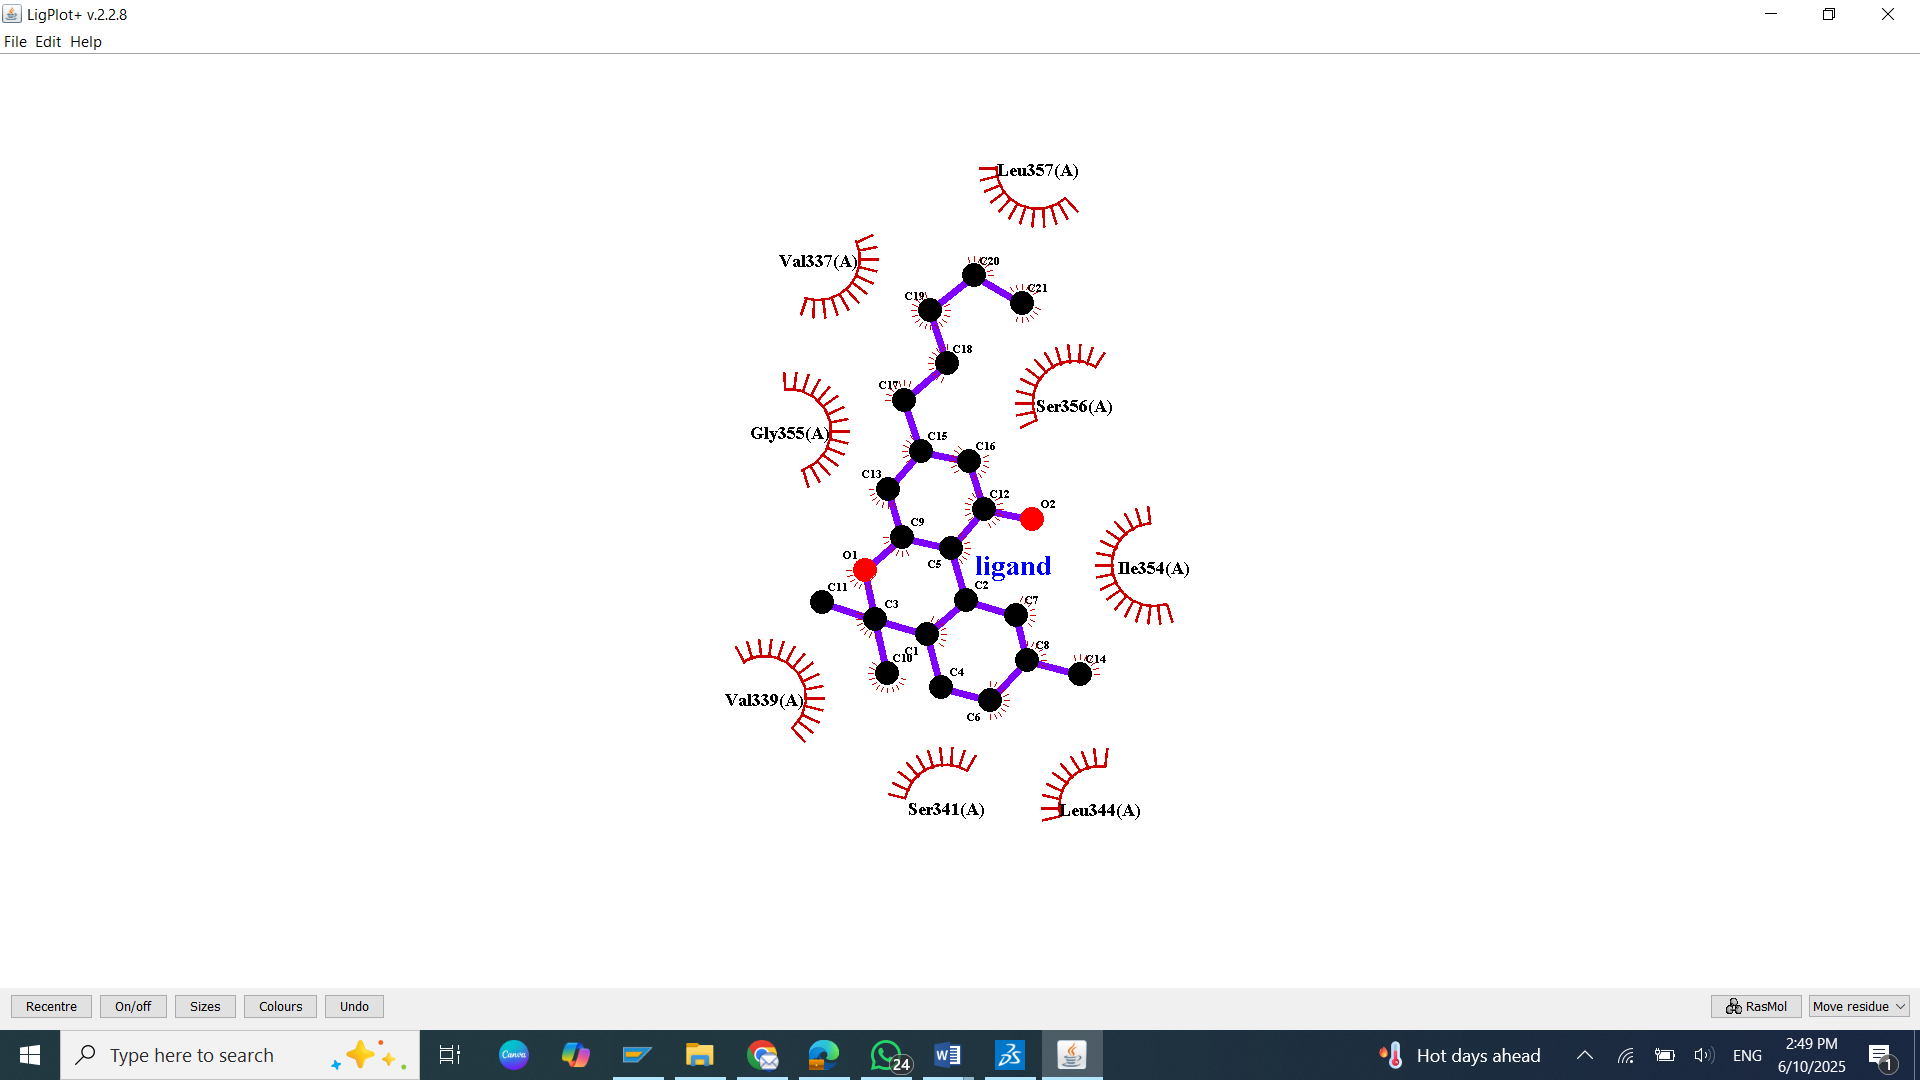 LigPlot+ v.2.2.8
File Edit Help
Leu357(A)
Val337(A)
C20
C21
C19
C18
C17
Ser356(A)
Gly355(A)
C15
C16
C13
C12
O2
C9
O1
C5
ligand
Ile354(A)
C2
C11
C7
C3
C8
C1
C10
C14
C4
Val339(A)
C6
Ser341(A)
Leu344(A)
Recentre On/off Sizes Colours Undo RasMol Move residue
Type here to search
Canva
24
W
Hot days ahead
ENG
2:49 PM
6/10/2025
1